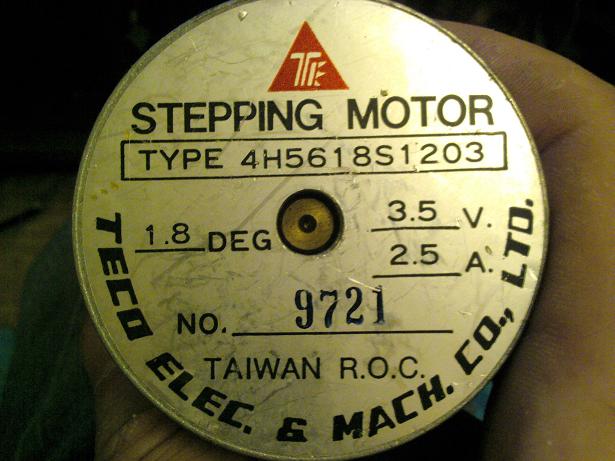 TE
STEPPING MOTOR
TYPE 4H5618S1203
1.8 DEG
3.5 V.
2.5 A.
NO. 9721
TAIWAN R.O.C.
TECO ELEC. & MACH. CO., LTD.